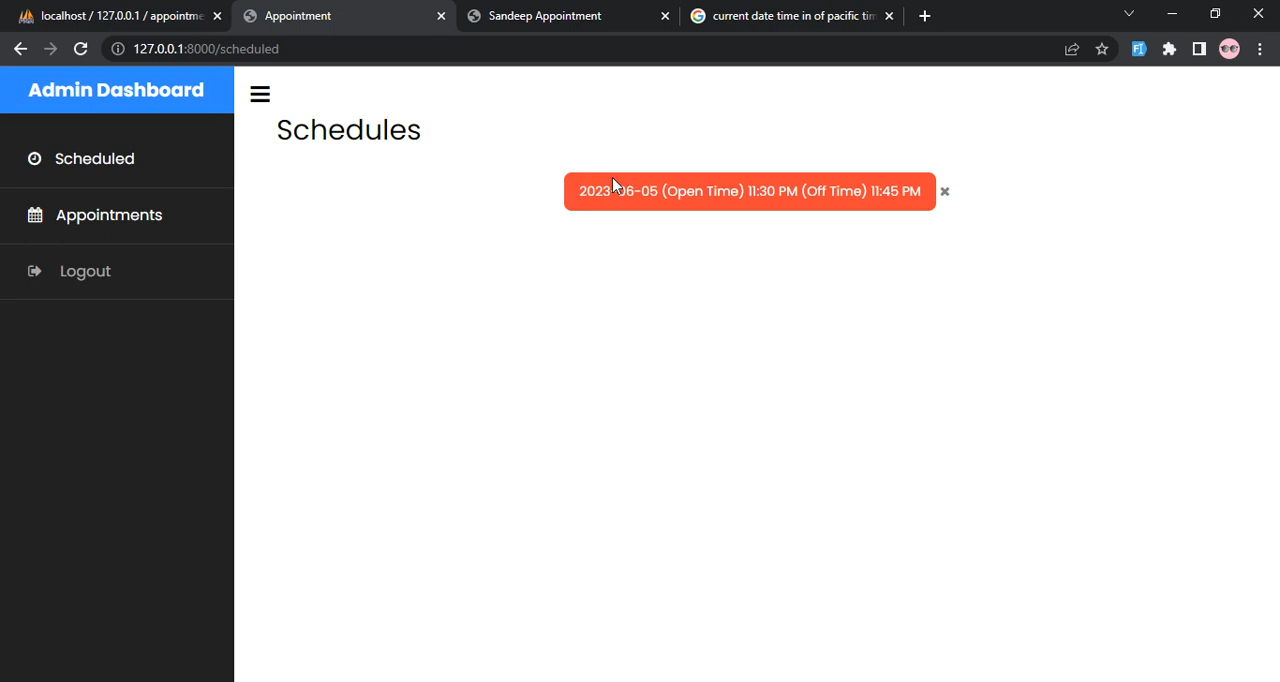 localhost / 127.0.0.1 / appointme
Appointment
Sandeep Appointment
current date time in of pacific tim
127.0.0.1:8000/scheduled
Admin Dashboard
Schedules
Scheduled
2023-06-05 (Open Time) 11:30 PM (Off Time) 11:45 PM
Appointments
Logout